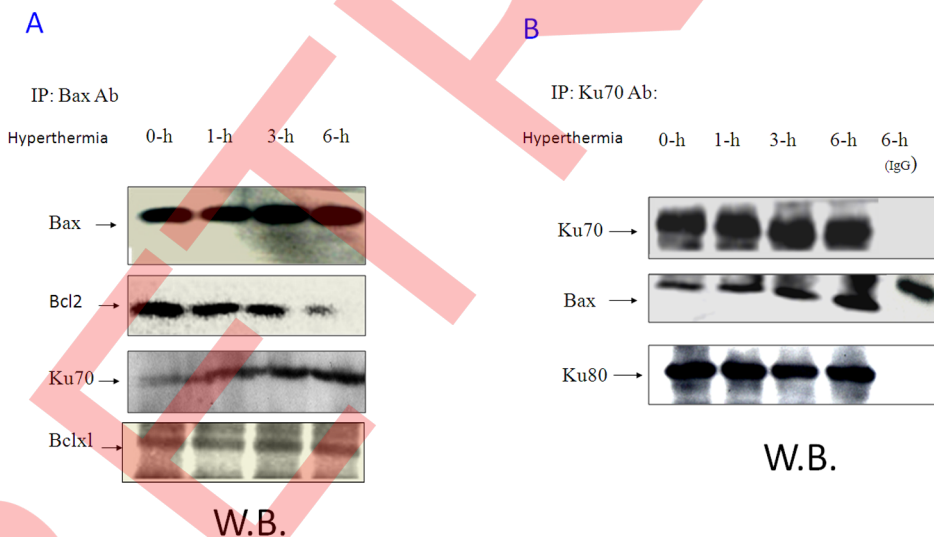 A
IP: Bax Ab
Hyperthermia 0-h 1-h 3-h 6-h
Bax
Bcl2
Ku70
Bclxl
W.B.
B
IP: Ku70 Ab:
Hyperthermia 0-h 1-h 3-h 6-h 6-h
(IgG)
Ku70
Bax
Ku80
W.B.